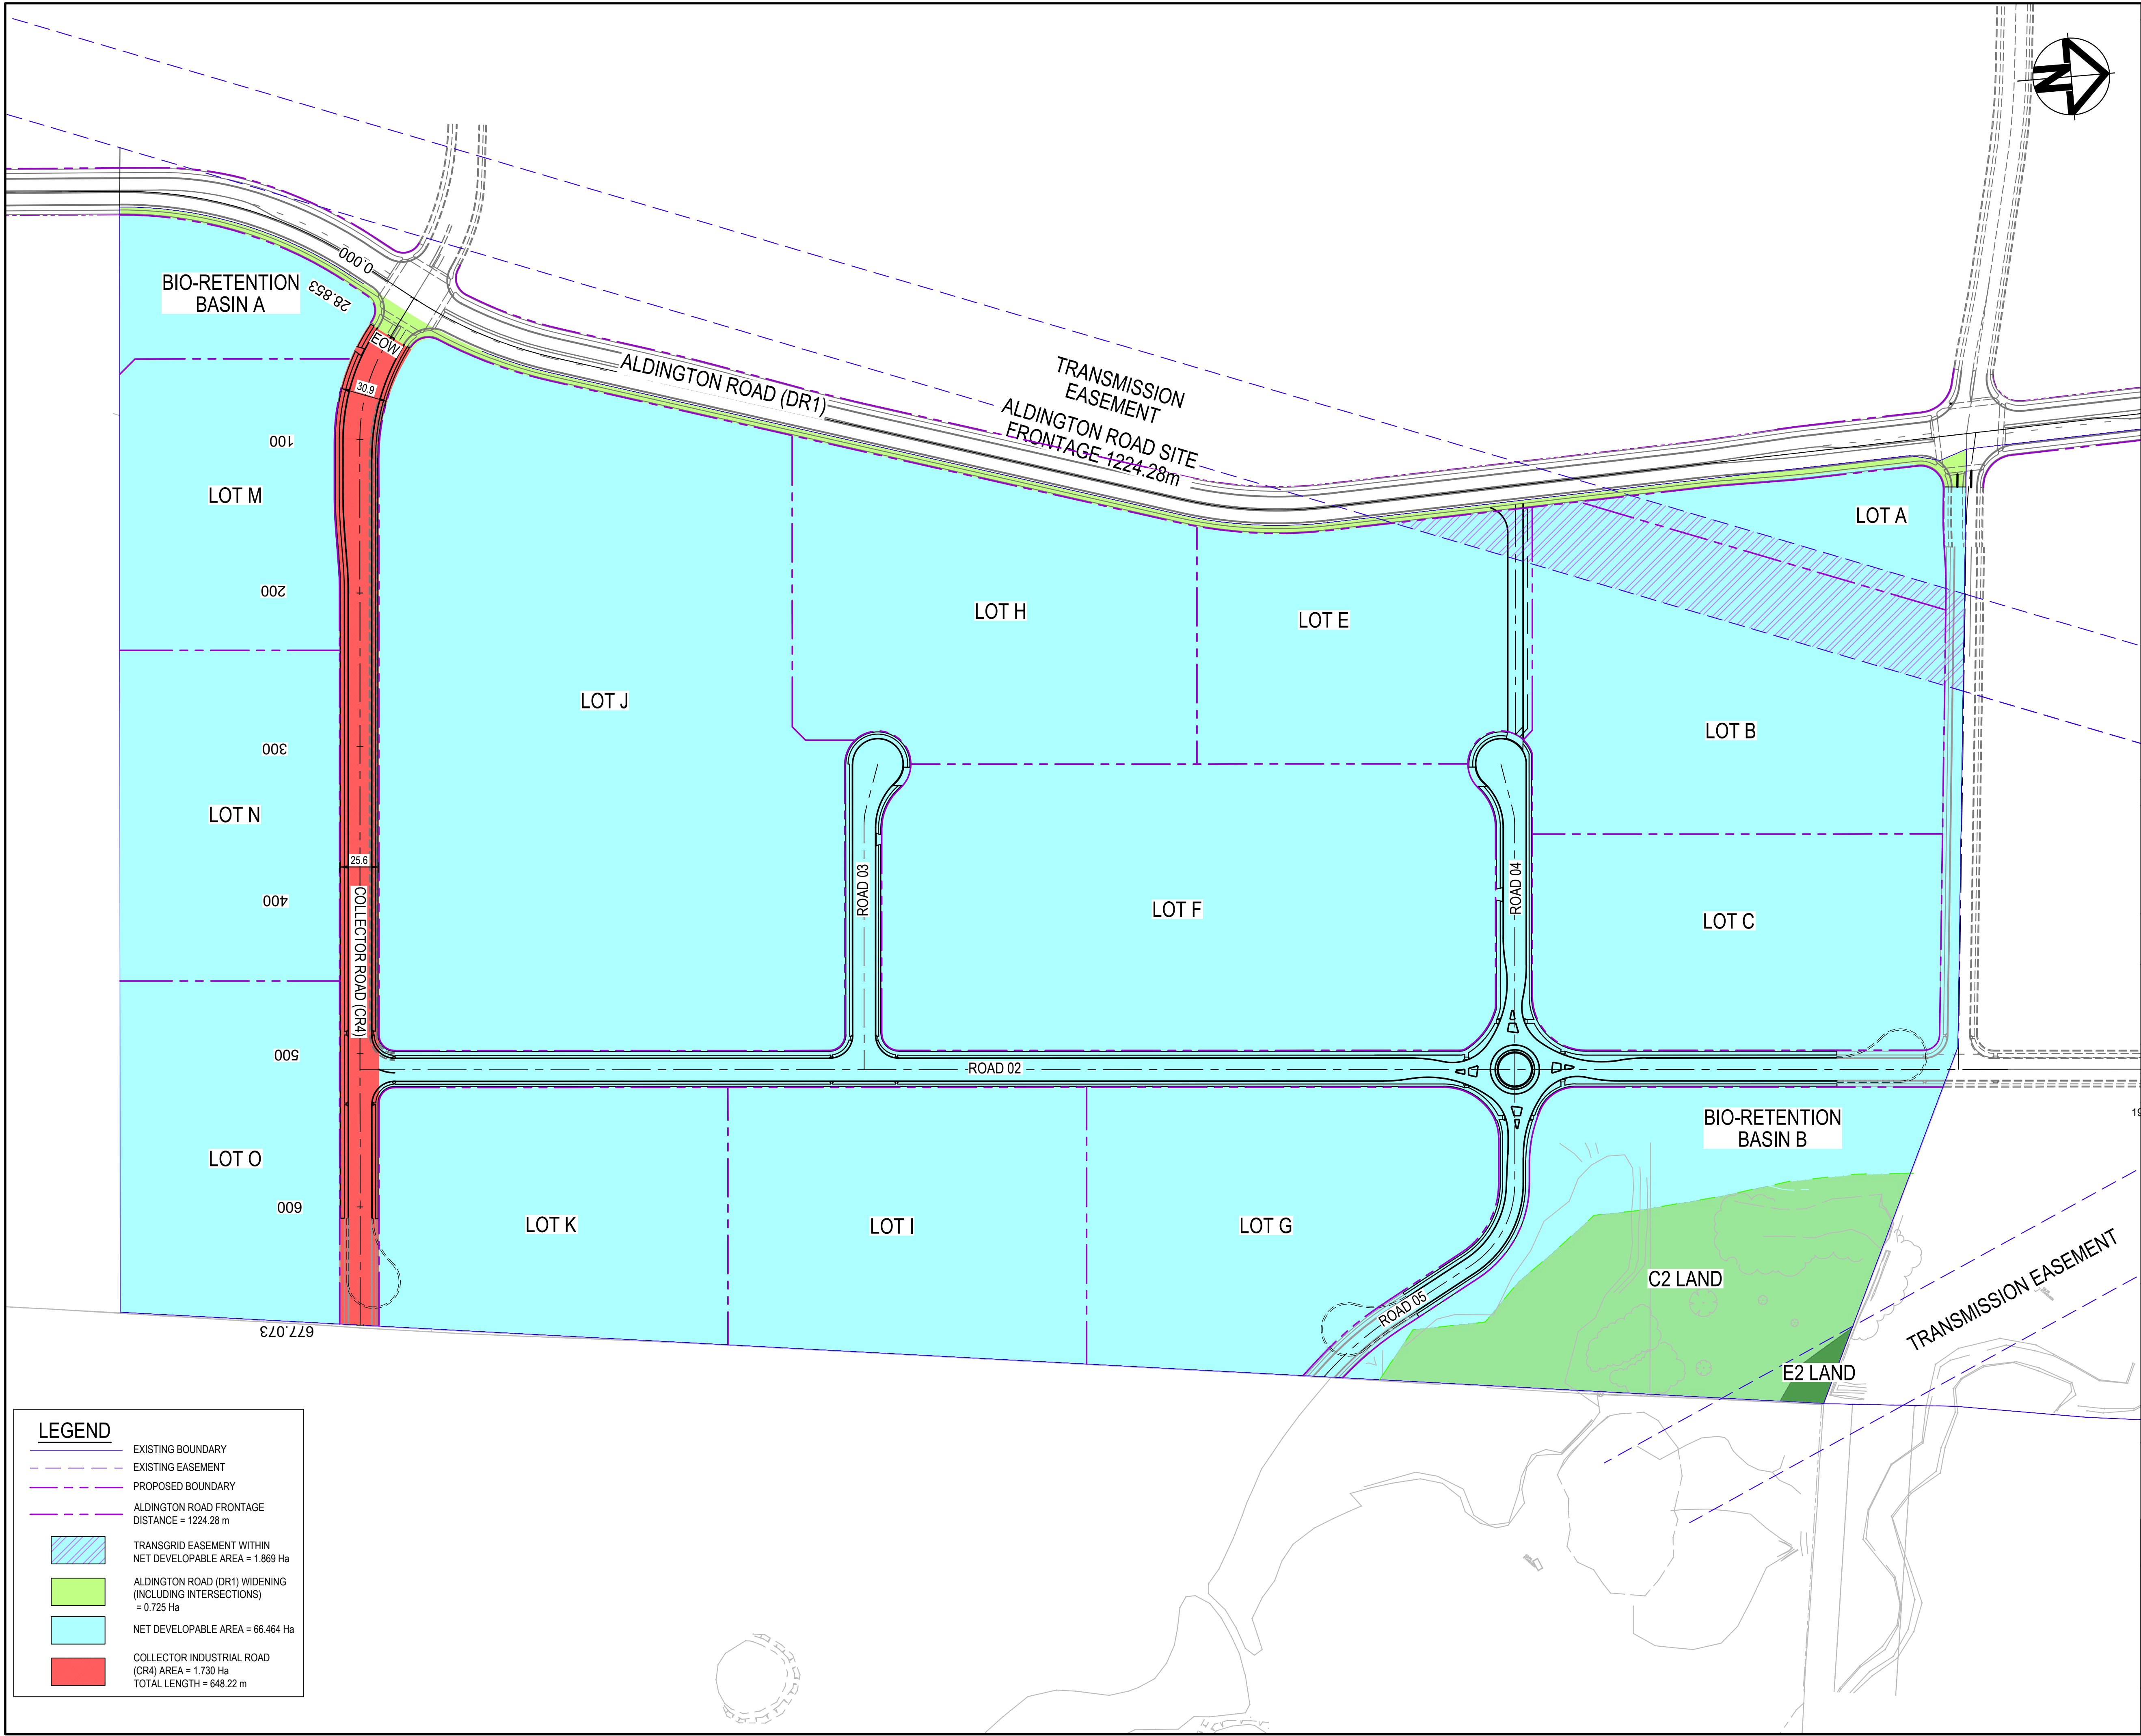 N
0.000
BIO-RETENTION
BASIN A
28.853
EOW
30.9
ALDINGTON ROAD (DR1)
TRANSMISSION
EASEMENT
ALDINGTON ROAD SITE
FRONTAGE 1224.28m
100
LOT M
LOT A
200
LOT H
LOT E
LOT J
LOT B
300
LOT N
25.6
ROAD 03
ROAD 04
400
COLLECTOR ROAD (CR4)
LOT F
LOT C
500
ROAD 02
BIO-RETENTION
BASIN B
19
LOT O
600
LOT K
LOT I
LOT G
C2 LAND
TRANSMISSION EASEMENT
ROAD 05
677.073
E2 LAND
LEGEND
EXISTING BOUNDARY
EXISTING EASEMENT
PROPOSED BOUNDARY
ALDINGTON ROAD FRONTAGE
DISTANCE = 1224.28 m
TRANSGRID EASEMENT WITHIN
NET DEVELOPABLE AREA = 1.869 Ha
ALDINGTON ROAD (DR1) WIDENING
(INCLUDING INTERSECTIONS)
= 0.725 Ha
NET DEVELOPABLE AREA = 66.464 Ha
COLLECTOR INDUSTRIAL ROAD
(CR4) AREA = 1.730 Ha
TOTAL LENGTH = 648.22 m